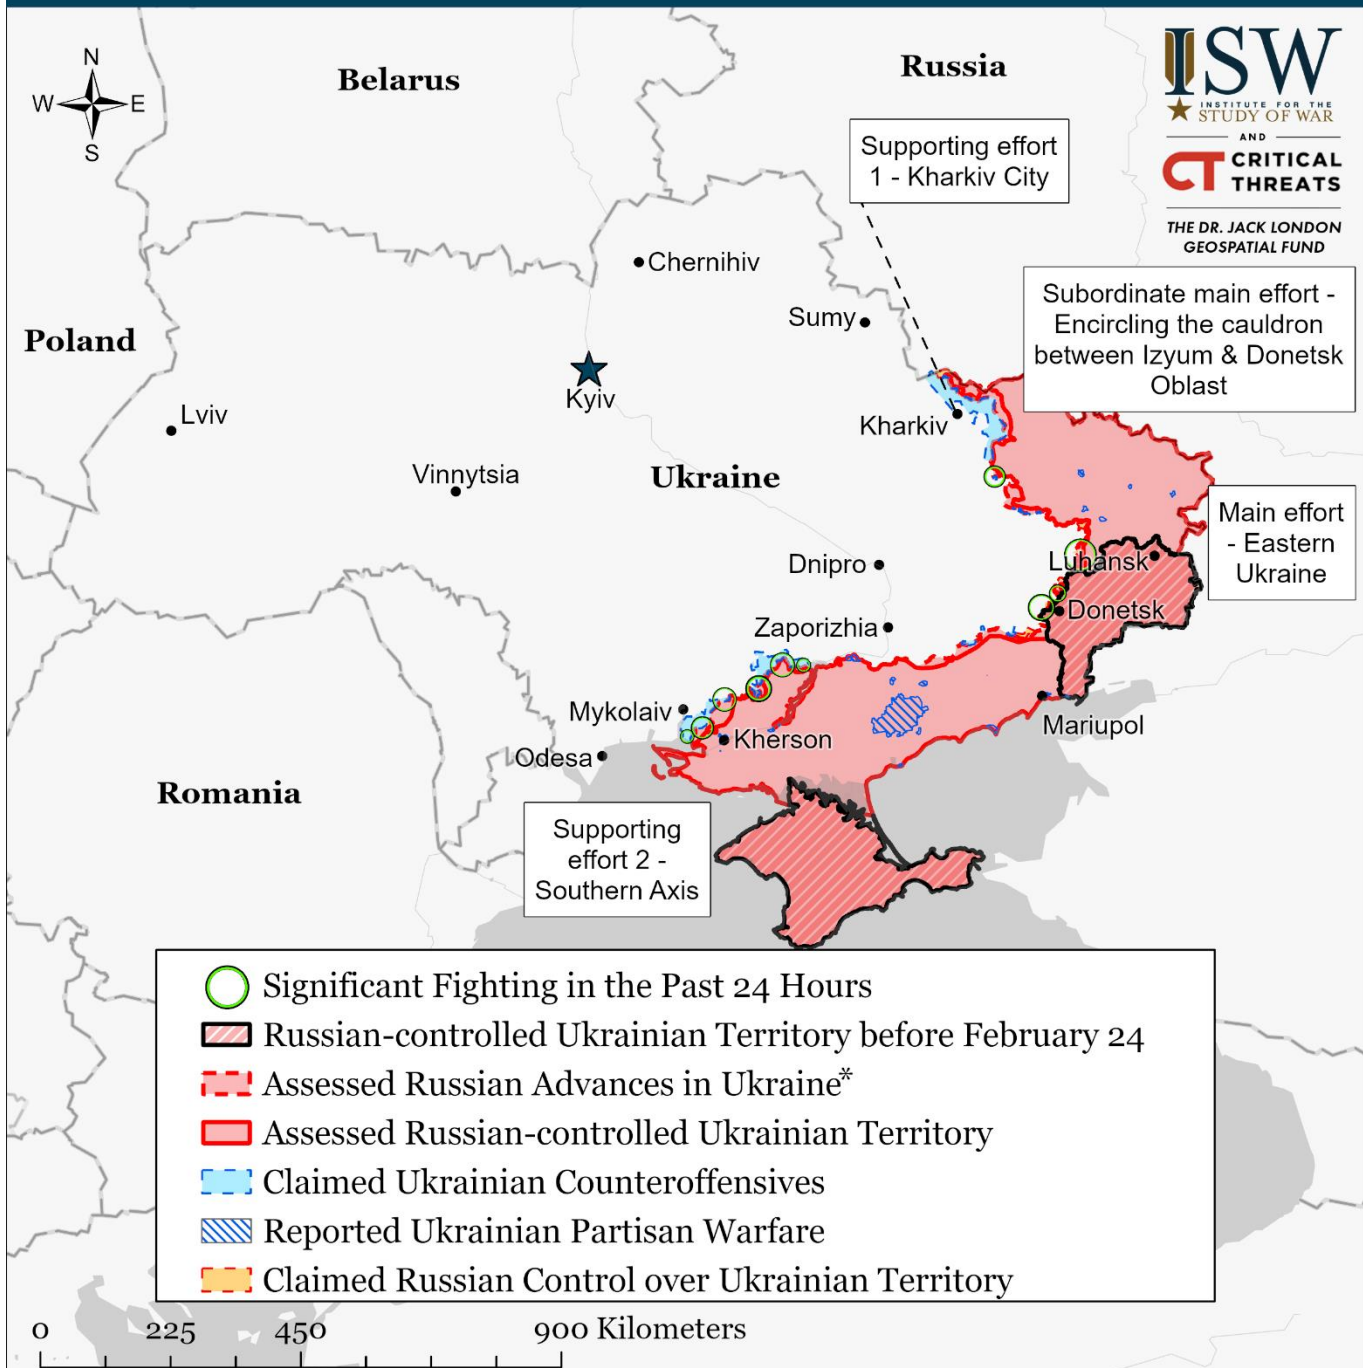 N
W
E
S
Belarus
Russia
ISW
INSTITUTE FOR THE
STUDY OF WAR
AND
CT CRITICAL
THREATS
THE DR. JACK LONDON
GEOSPATIAL FUND
Supporting effort
1 - Kharkiv City
Chernihiv
Sumy
Subordinate main effort -
Encircling the cauldron
between Izyum & Donetsk
Oblast
Poland
Kyiv
Lviv
Kharkiv
Vinnytsia
Ukraine
Main effort
- Eastern
Ukraine
Dnipro
Luhansk
Donetsk
Zaporizhia
Mykolaiv
Mariupol
Kherson
Odesa
Romania
Supporting
effort 2 -
Southern Axis
Significant Fighting in the Past 24 Hours
Russian-controlled Ukrainian Territory before February 24
Assessed Russian Advances in Ukraine*
Assessed Russian-controlled Ukrainian Territory
Claimed Ukrainian Counteroffensives
Reported Ukrainian Partisan Warfare
Claimed Russian Control over Ukrainian Territory
0 225 450 900 Kilometers